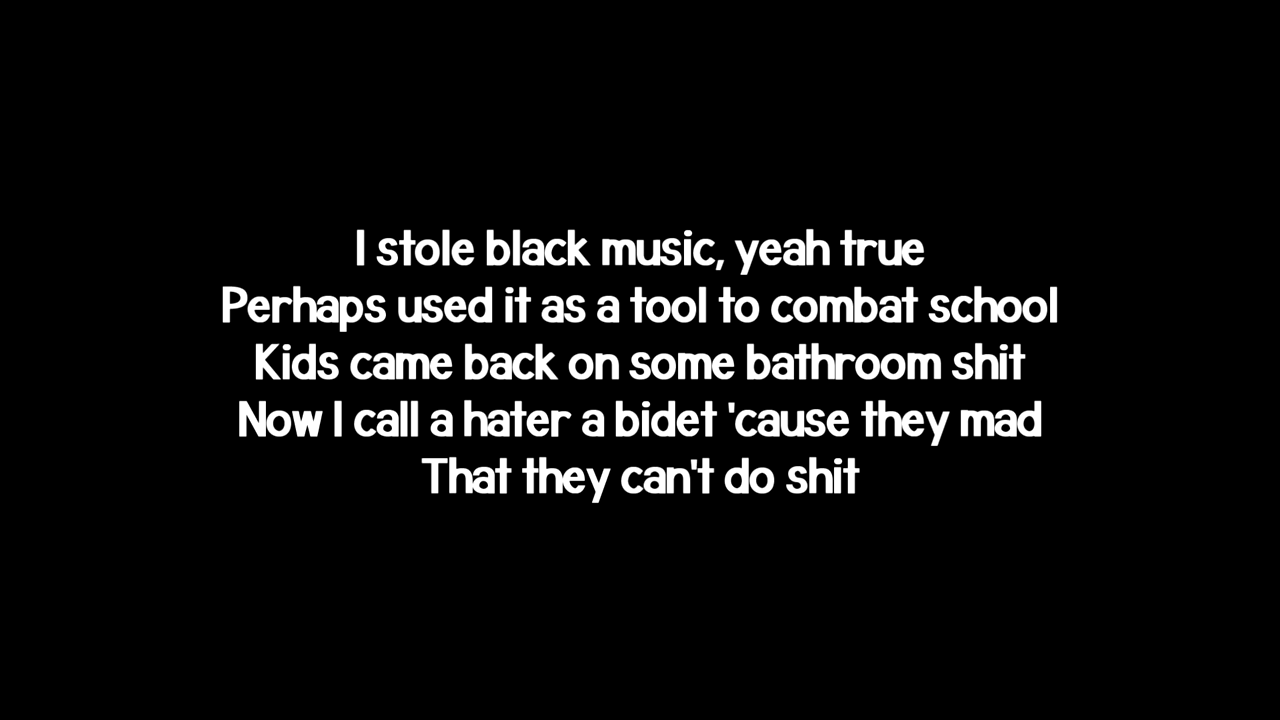 I stole black music, yeah true
Perhaps used it as a tool to combat school
Kids came back on some bathroom shit
Now I call a hater a bidet 'cause they mad
That they can't do shit